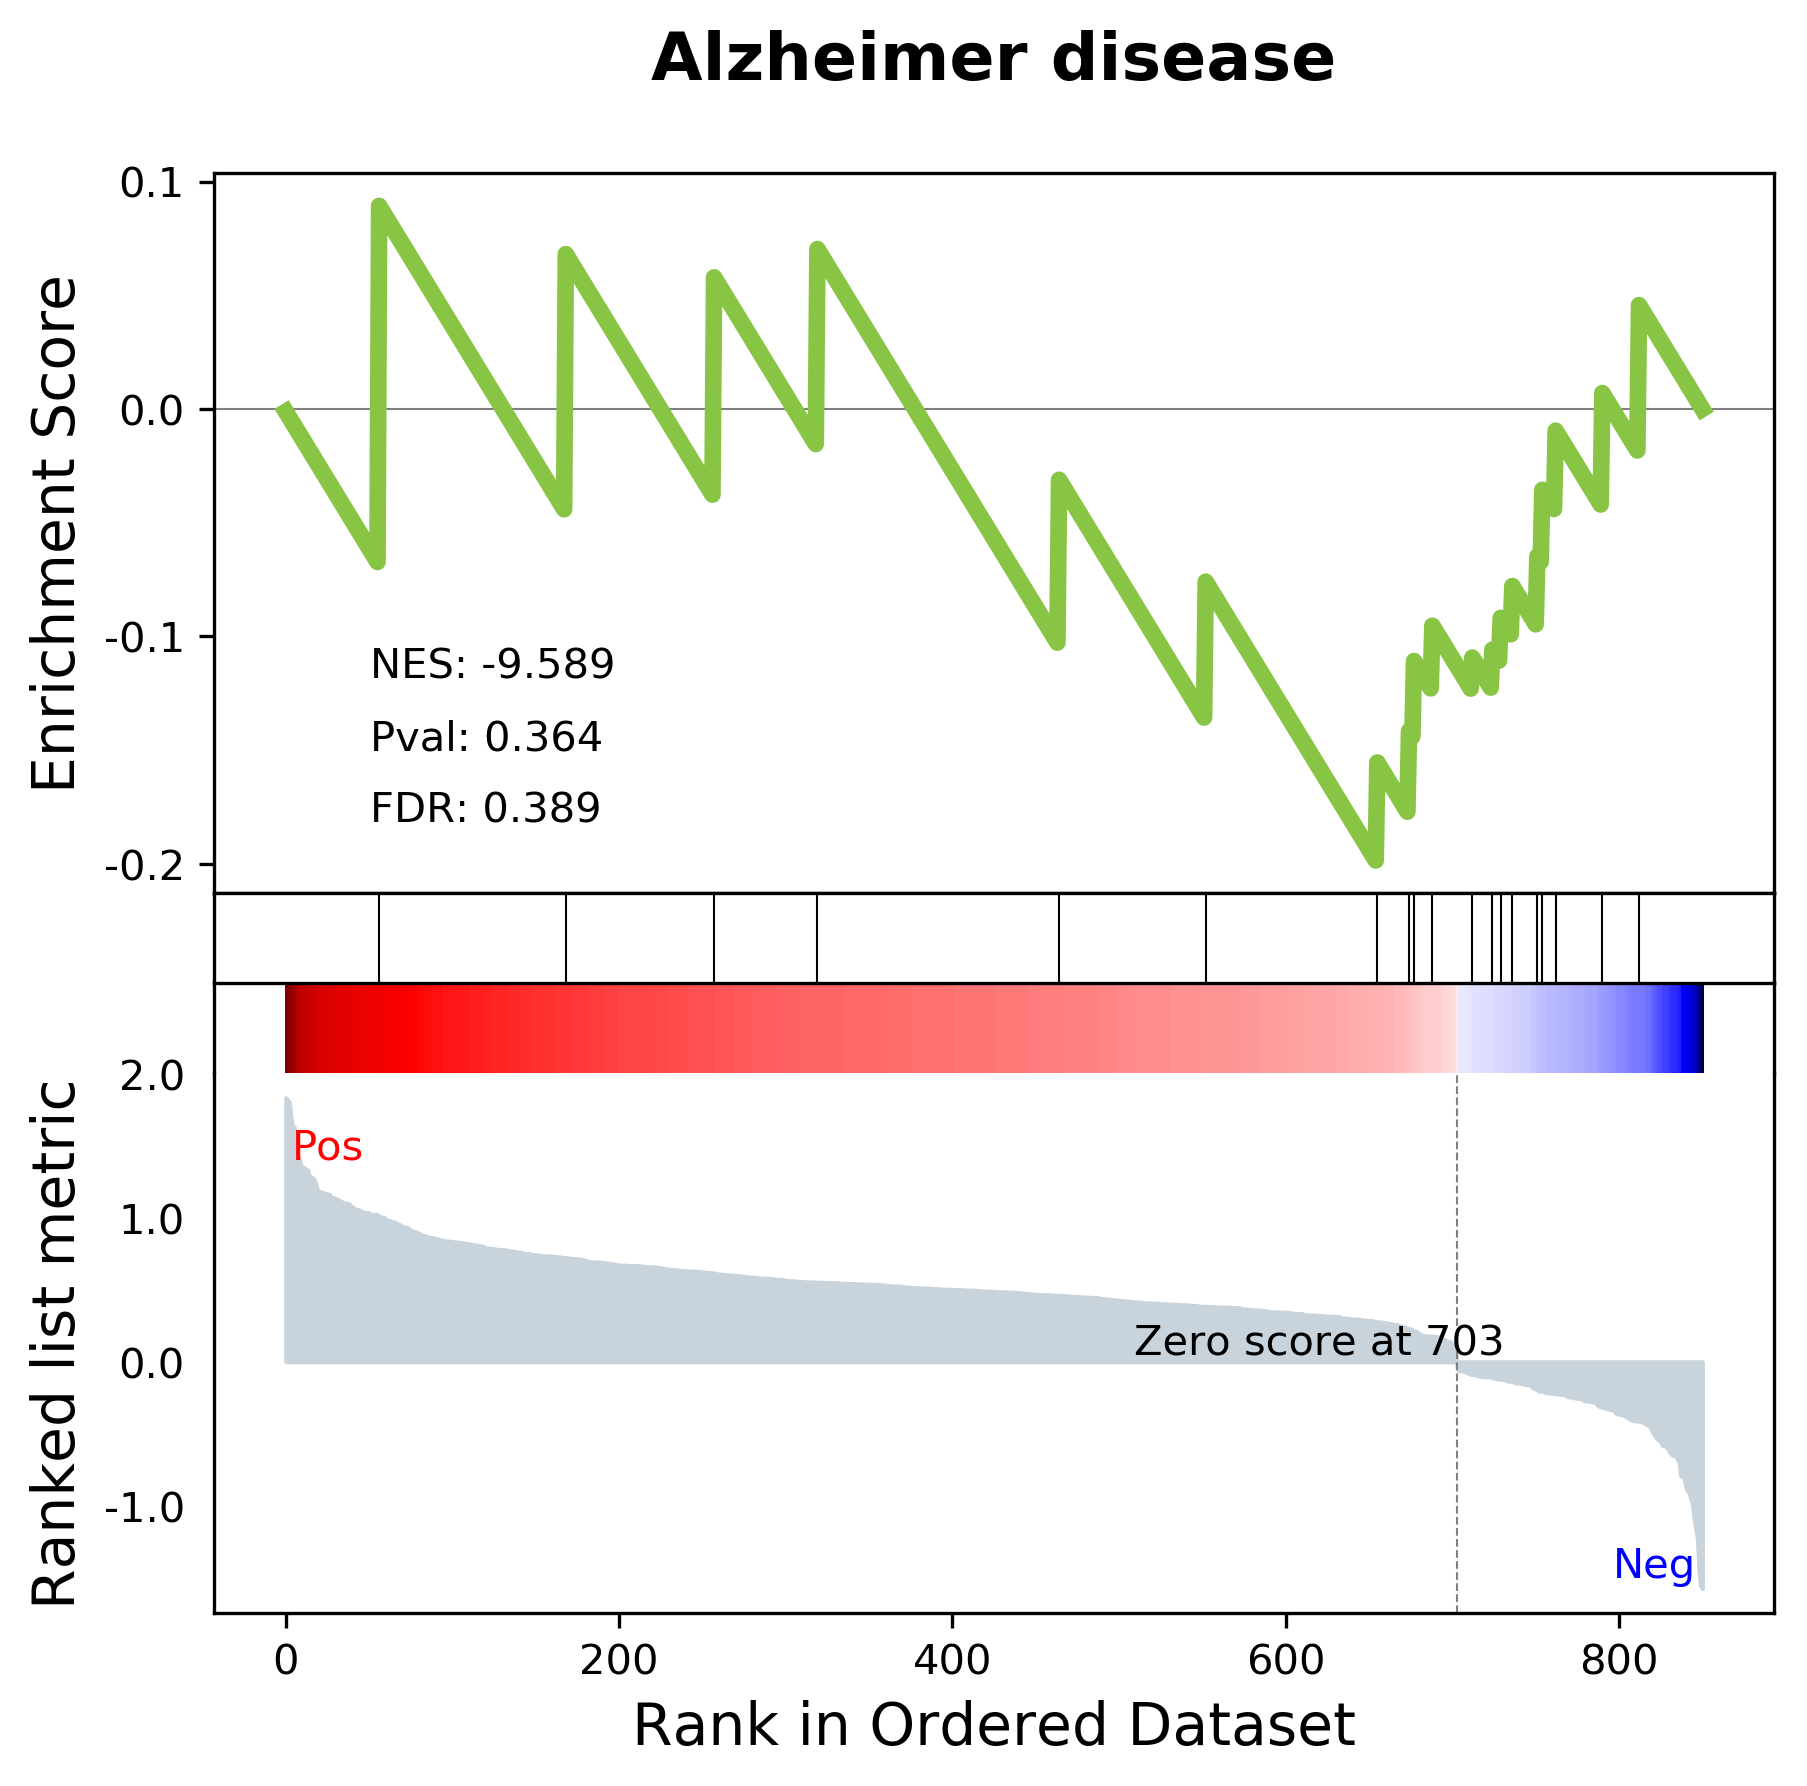 Alzheimer disease
Enrichment Score
0.1
0.0
-0.1
-0.2
NES: -9.589
Pval: 0.364
FDR: 0.389
Ranked list metric
2.0
1.0
0.0
-1.0
Pos
Zero score at 703
Neg
0 200 400 600 800
Rank in Ordered Dataset